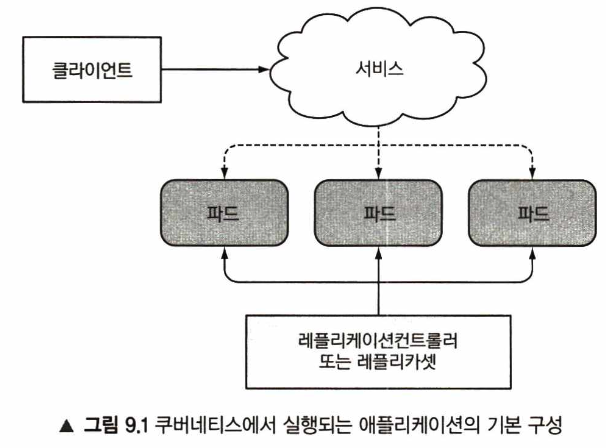 클라이언트
서비스
파드
파드
파드
레플리케이션컨트롤러
또는 레플리카셋
▲ 그림 9.1 쿠버네티스에서 실행되는 애플리케이션의 기본 구성